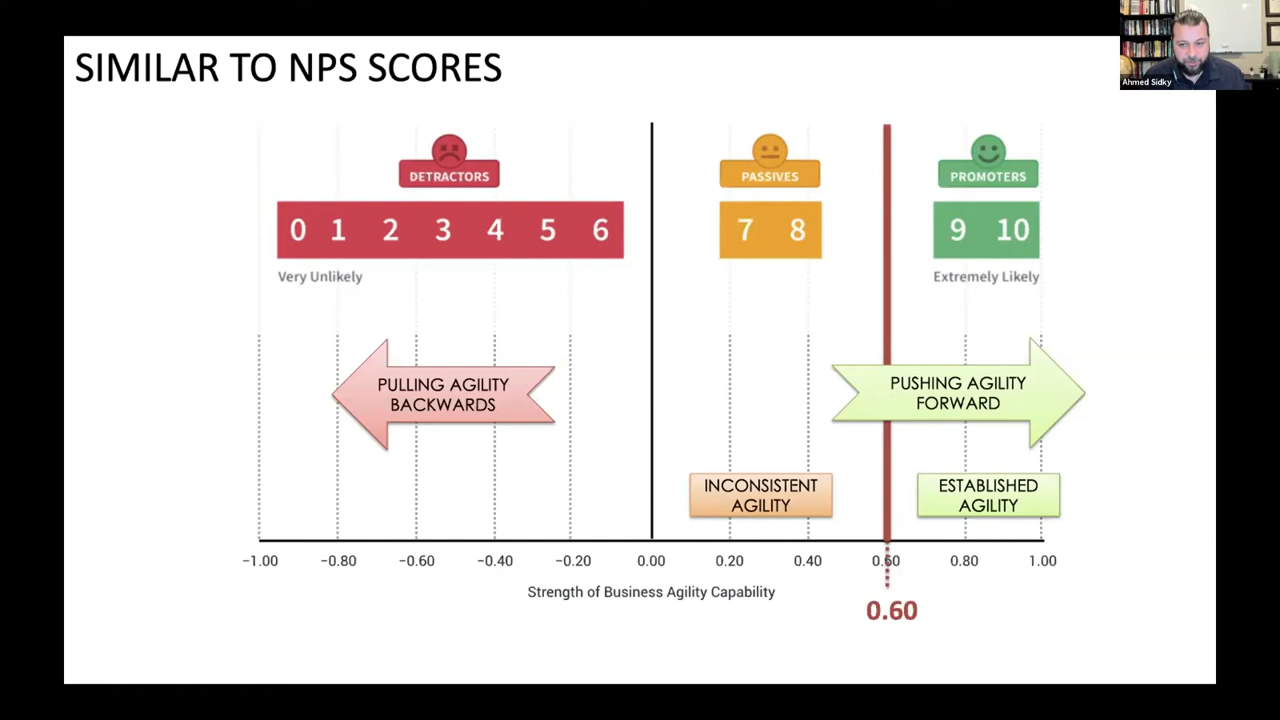 SIMILAR TO NPS SCORES
Ahmed Sidky
DETRACTORS
PASSIVES
PROMOTERS
0 1 2 3 4 5 6
7 8
9 10
Very Unlikely
Extremely Likely
PULLING AGILITY
BACKWARDS
PUSHING AGILITY
FORWARD
INCONSISTENT
AGILITY
ESTABLISHED
AGILITY
−1.00 −0.80 −0.60 −0.40 −0.20 0.00 0.20 0.40 0.60 0.80 1.00
Strength of Business Agility Capability
0.60